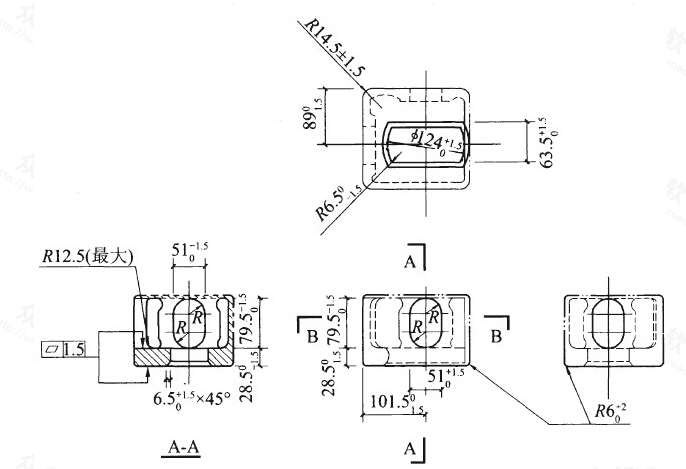 R14.5±1.5
89 0 1.5
ϕ124 +1.5 0
63.5 +1.5 0
R6.5 0 -1.5
A
R12.5(最大)
51 -1.5 0
R
R
79.5 -1.5 0
28.5 0 1.5
▱ 1.5
6.5 +1.5 0 ×45°
A-A
B
79.5 -1.5 0
28.5 0 1.5
R
R
B
51 +1.5 0
101.5 0 1.5
A
R6 +2 0